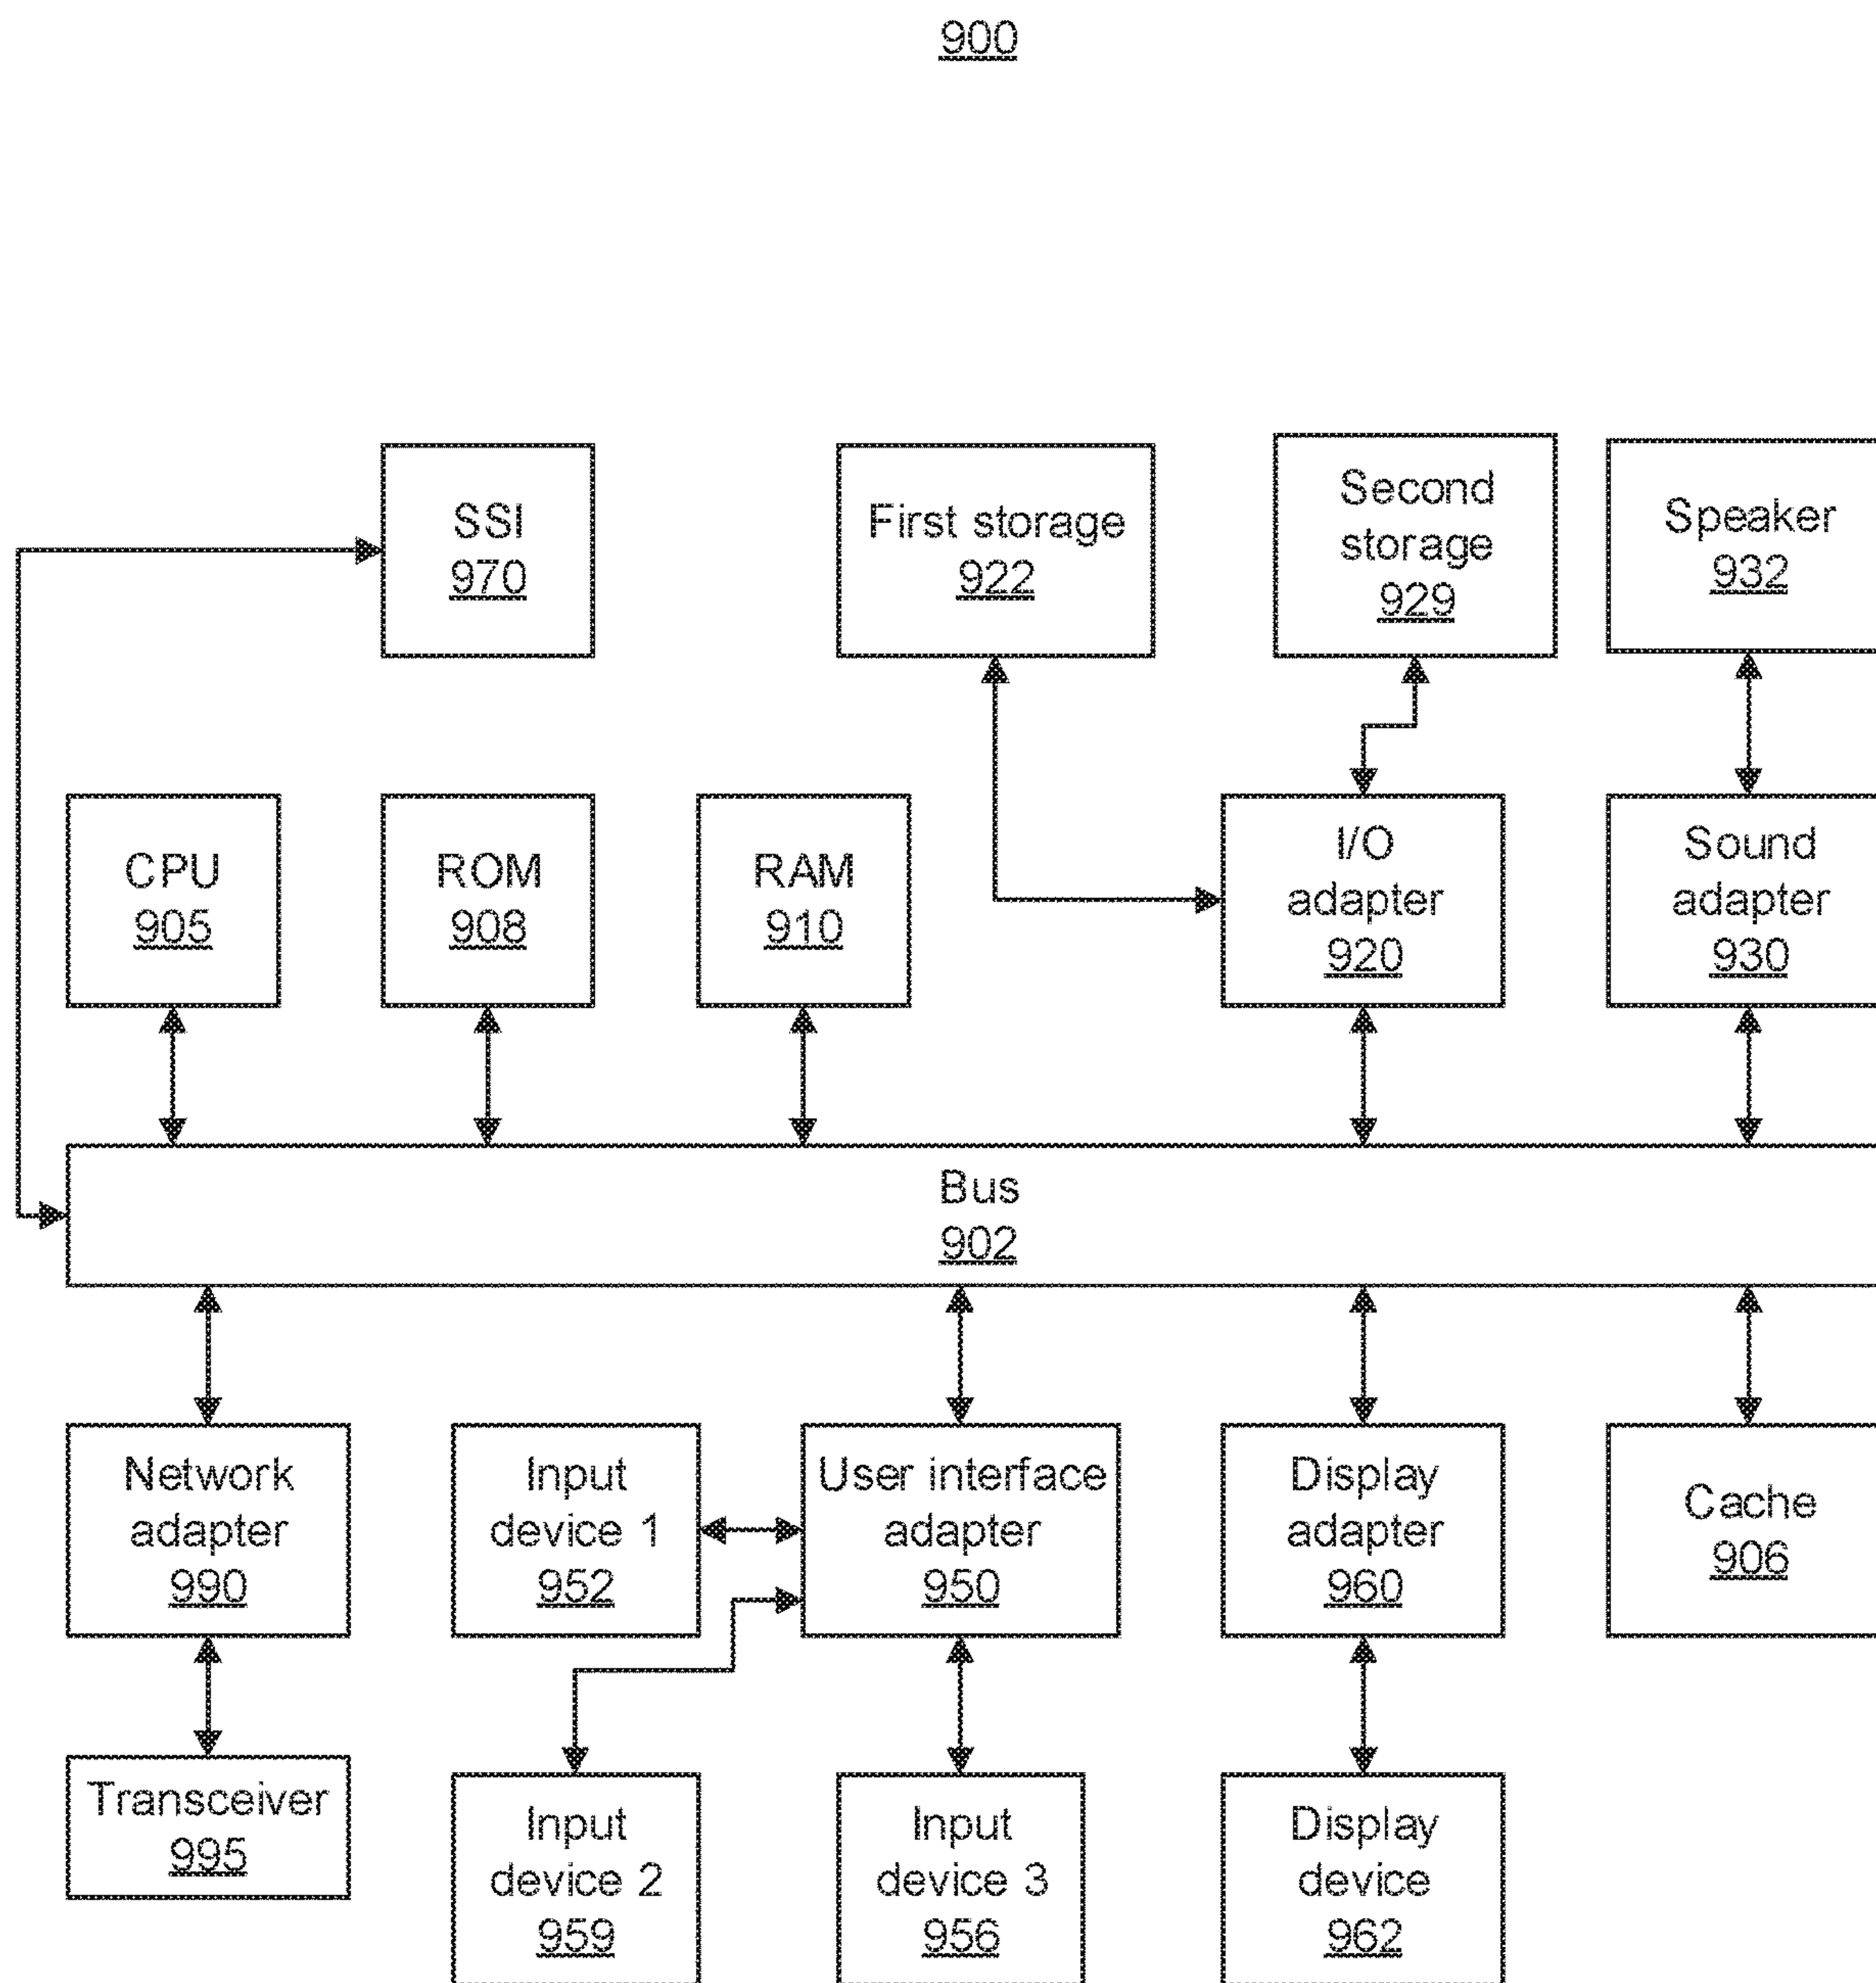 900
SSI
970
First storage
922
Second
storage
929
Speaker
932
CPU
905
ROM
908
RAM
910
I/O
adapter
920
Sound
adapter
930
Bus
902
Network
adapter
990
Input
device 1
952
User interface
adapter
950
Display
adapter
960
Cache
906
Transceiver
995
Input
device 2
959
Input
device 3
956
Display
device
962